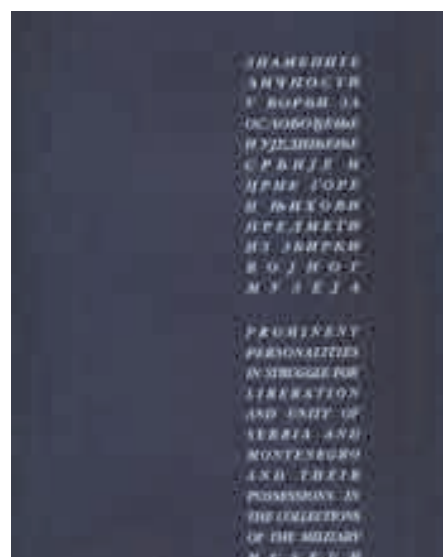 ЗНАМЕНИТЕ
ЛИЧНОСТИ
У БОРБИ ЗА
ОСЛОБОЂЕЊЕ
И УЈЕДИЊЕЊЕ
СРБИЈЕ И
ЦРНЕ ГОРЕ
И ЊИХОВИ
ПРЕДМЕТИ
ИЗ ЗБИРКИ
ВОЈНОГ
МУЗЕЈА
PROMINENT
PERSONALITIES
IN STRUGGLE FOR
LIBERATION
AND UNITY OF
SERBIA AND
MONTENEGRO
AND THEIR
POSSESSIONS IN
THE COLLECTIONS
OF THE MILITARY